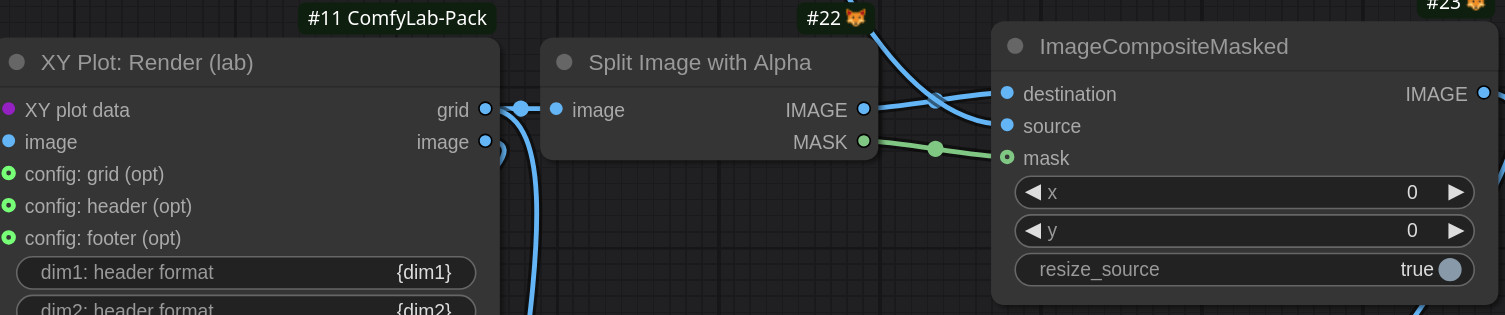 #11 ComfyLab-Pack
XY Plot: Render (lab)
XY plot data
grid
image
image
config: grid (opt)
config: header (opt)
config: footer (opt)
dim1: header format
{dim1}
dim2: header format
{dim2}
#22 🦊
Split Image with Alpha
image
IMAGE
MASK
#23 🦊
ImageCompositeMasked
destination
IMAGE
source
mask
x
0
y
0
resize_source
true